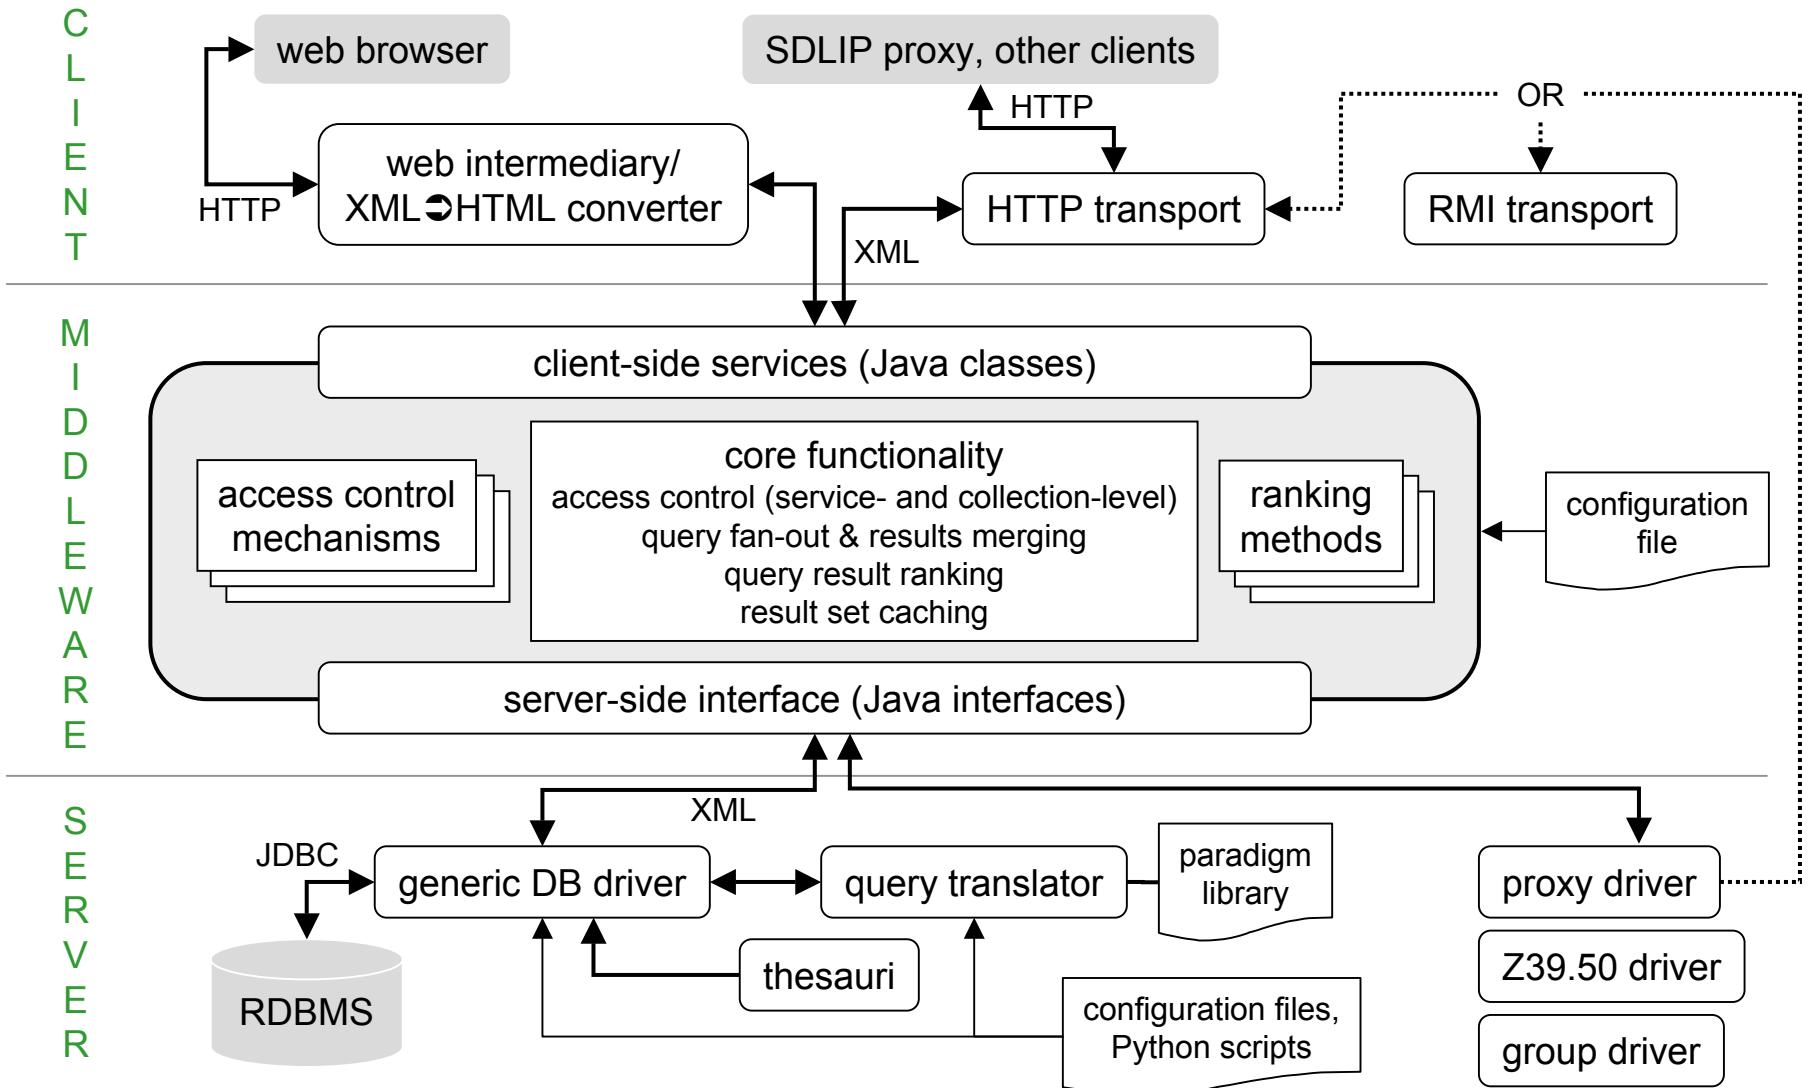 CLIENT
web browser
SDLIP proxy, other clients
HTTP
OR
web intermediary/
XML➲HTML converter
HTTP
HTTP transport
RMI transport
XML
MIDDLEWARE
client-side services (Java classes)
access control
mechanisms
core functionality
access control (service- and collection-level)
query fan-out & results merging
query result ranking
result set caching
ranking
methods
configuration
file
server-side interface (Java interfaces)
SERVER
XML
JDBC
generic DB driver
query translator
paradigm
library
proxy driver
thesauri
Z39.50 driver
RDBMS
configuration files,
Python scripts
group driver